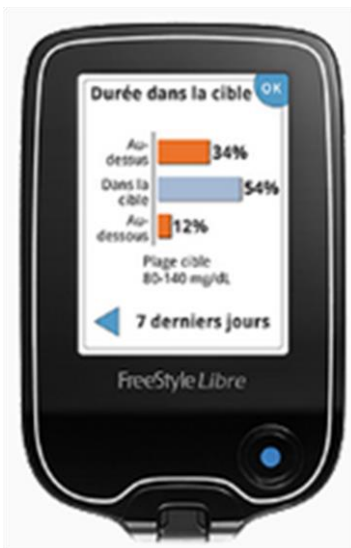 Durée dans la cible
OK
Au-
dessus
34%
Dans la
cible
54%
Au-
dessous
12%
Plage cible
80-140 mg/dL
7 derniers jours
FreeStyle Libre